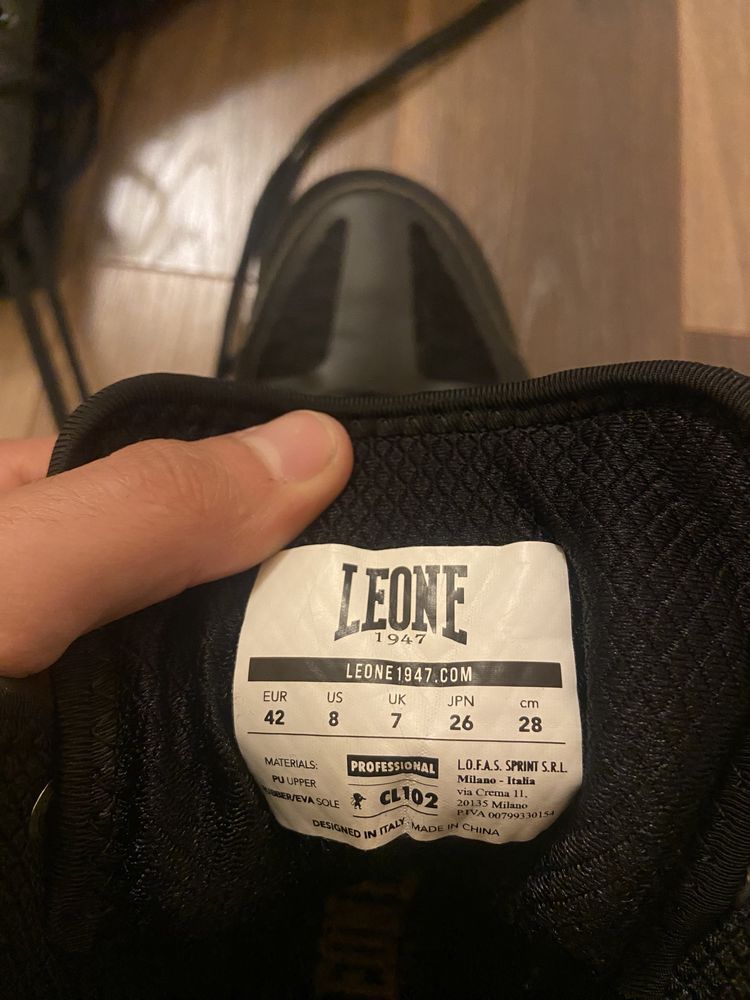 LEONE
1947
LEONE1947.COM
EUR US UK JPN cm
42 8 7 26 28
MATERIALS:
PU UPPER
SOLE
PROFESSIONAL
CL102
L.O.F.A.S. SPRINT S.R.L.
Milano - Italia
via Crema 11,
20135 Milano
P.IVA 00799330154
DESIGNED IN ITALY - MADE IN CHINA